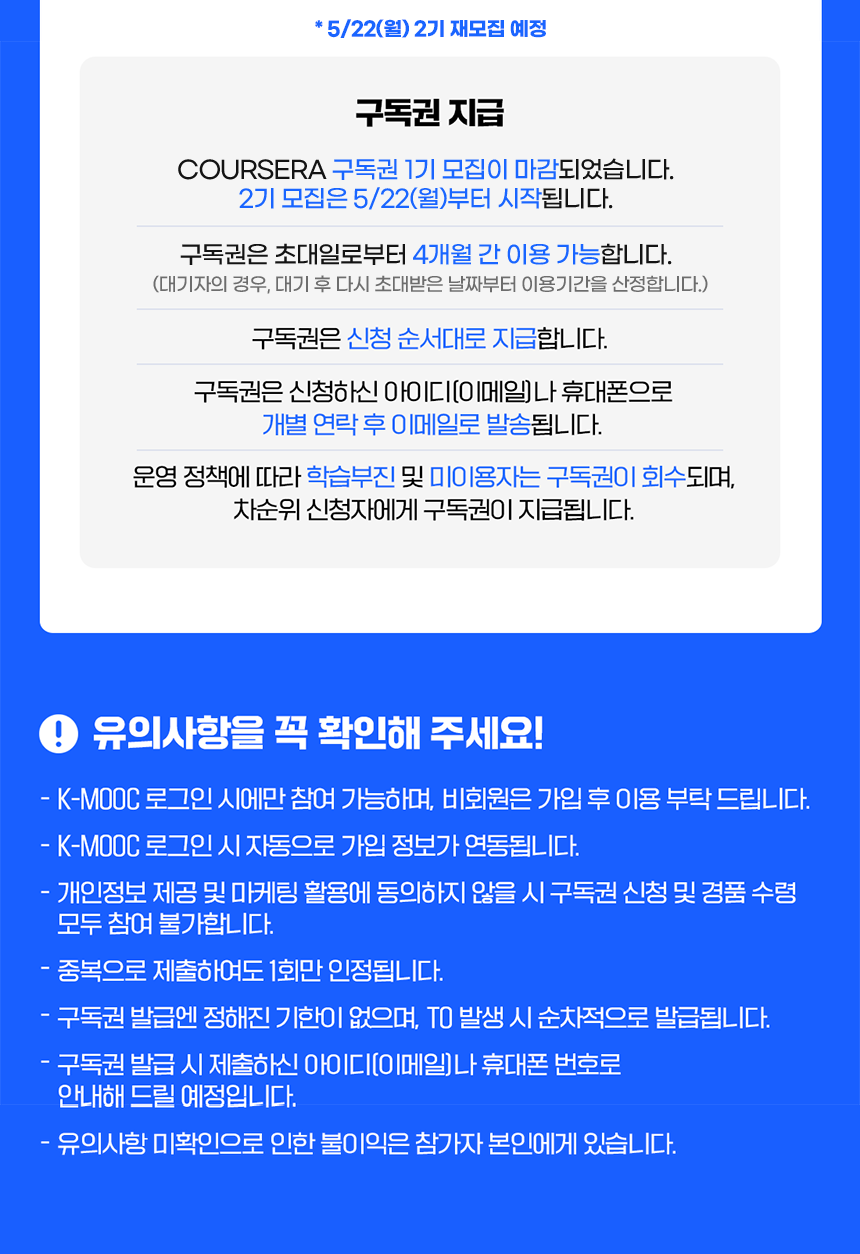 * 5/22(월) 2기 재모집 예정
구독권 지급
COURSERA 구독권 1기 모집이 마감되었습니다.
2기 모집은 5/22(월)부터 시작됩니다.
구독권은 초대일로부터 4개월 간 이용 가능합니다.
(대기자의 경우, 대기 후 다시 초대받은 날짜부터 이용기간을 산정합니다.)
구독권은 신청 순서대로 지급합니다.
구독권은 신청하신 아이디(이메일)나 휴대폰으로
개별 연락 후 이메일로 발송됩니다.
운영 정책에 따라 학습부진 및 미이용자는 구독권이 회수되며,
차순위 신청자에게 구독권이 지급됩니다.
! 유의사항을 꼭 확인해 주세요!
- K-MOOC 로그인 시에만 참여 가능하며, 비회원은 가입 후 이용 부탁 드립니다.
- K-MOOC 로그인 시 자동으로 가입 정보가 연동됩니다.
- 개인정보 제공 및 마케팅 활용에 동의하지 않을 시 구독권 신청 및 경품 수령
모두 참여 불가합니다.
- 중복으로 제출하여도 1회만 인정됩니다.
- 구독권 발급엔 정해진 기한이 없으며, TO 발생 시 순차적으로 발급됩니다.
- 구독권 발급 시 제출하신 아이디(이메일)나 휴대폰 번호로
안내해 드릴 예정입니다.
- 유의사항 미확인으로 인한 불이익은 참가자 본인에게 있습니다.